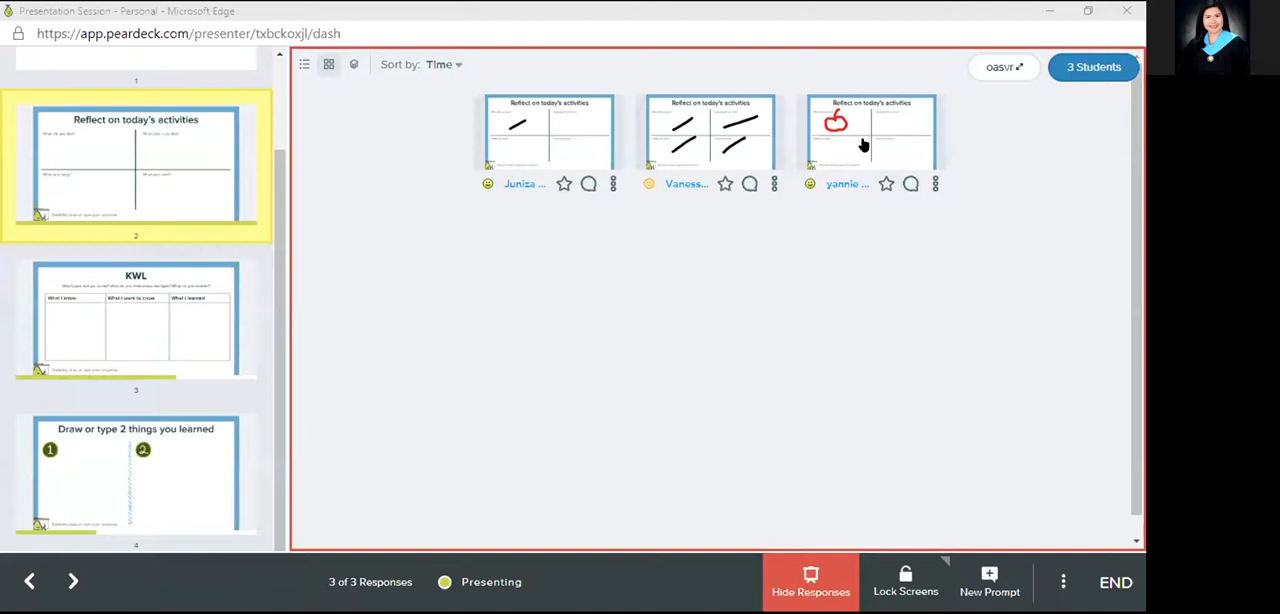 Presentation Session - Personal - Microsoft Edge
https://app.peardeck.com/presenter/txbckoxjl/dash
1
Reflect on today's activities
2
KWL
What I know
What I want to know
What I learned
3
Draw or type 2 things you learned
1
2
4
Sort by: Time
oasvr
3 Students
Reflect on today's activities
Reflect on today's activities
Reflect on today's activities
Juniza ...
Vaness...
yannie ...
3 of 3 Responses
Presenting
Hide Responses
Lock Screens
New Prompt
END